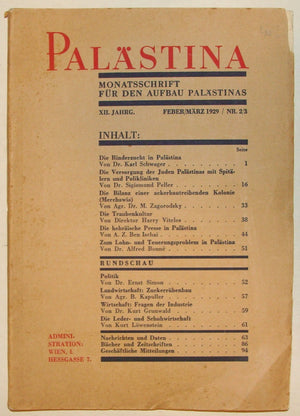 PALÄSTINA
MONATSSCHRIFT
FÜR DEN AUFBAU PALÄSTINAS
XII. JAHRG. FEBER/MÄRZ 1929 / NR. 2/3
INHALT:
Seite
Die Rinderzucht in Palästina
Von Dr. Karl Schwager 1
Die Versorgung der Juden Palästinas mit Spitä-
lern und Polikliniken
Von Dr. Sigismund Peller 16
Die Bilanz einer ackerbautreibenden Kolonie
(Merchawia)
Von Agr. Dr. M. Zagorodsky 33
Die Traubenkultur
Von Direktor Harry Viteles 38
Die hebräische Presse in Palästina
Von A. Z. Ben Ischai 44
Zum Lohn- und Teuerungsproblem in Palästina
Von Dr. Alfred Bonné 51
RUNDSCHAU
Politik
Von Dr. Ernst Simon 52
Landwirtschaft: Zuckerrübenbau
Von Agr. B. Kapuller 57
Wirtschaft: Fragen der Industrie
Von Dr. Kurt Grunwald 59
Die Leder- und Schuhwirtschaft
Von Kurt Löwenstein 61
Nachrichten und Daten 63
Bücher und Zeitschriften 86
Geschäftliche Mitteilungen 94
ADMINI-
STRATION:
WIEN, I.
HESSGASSE 7.